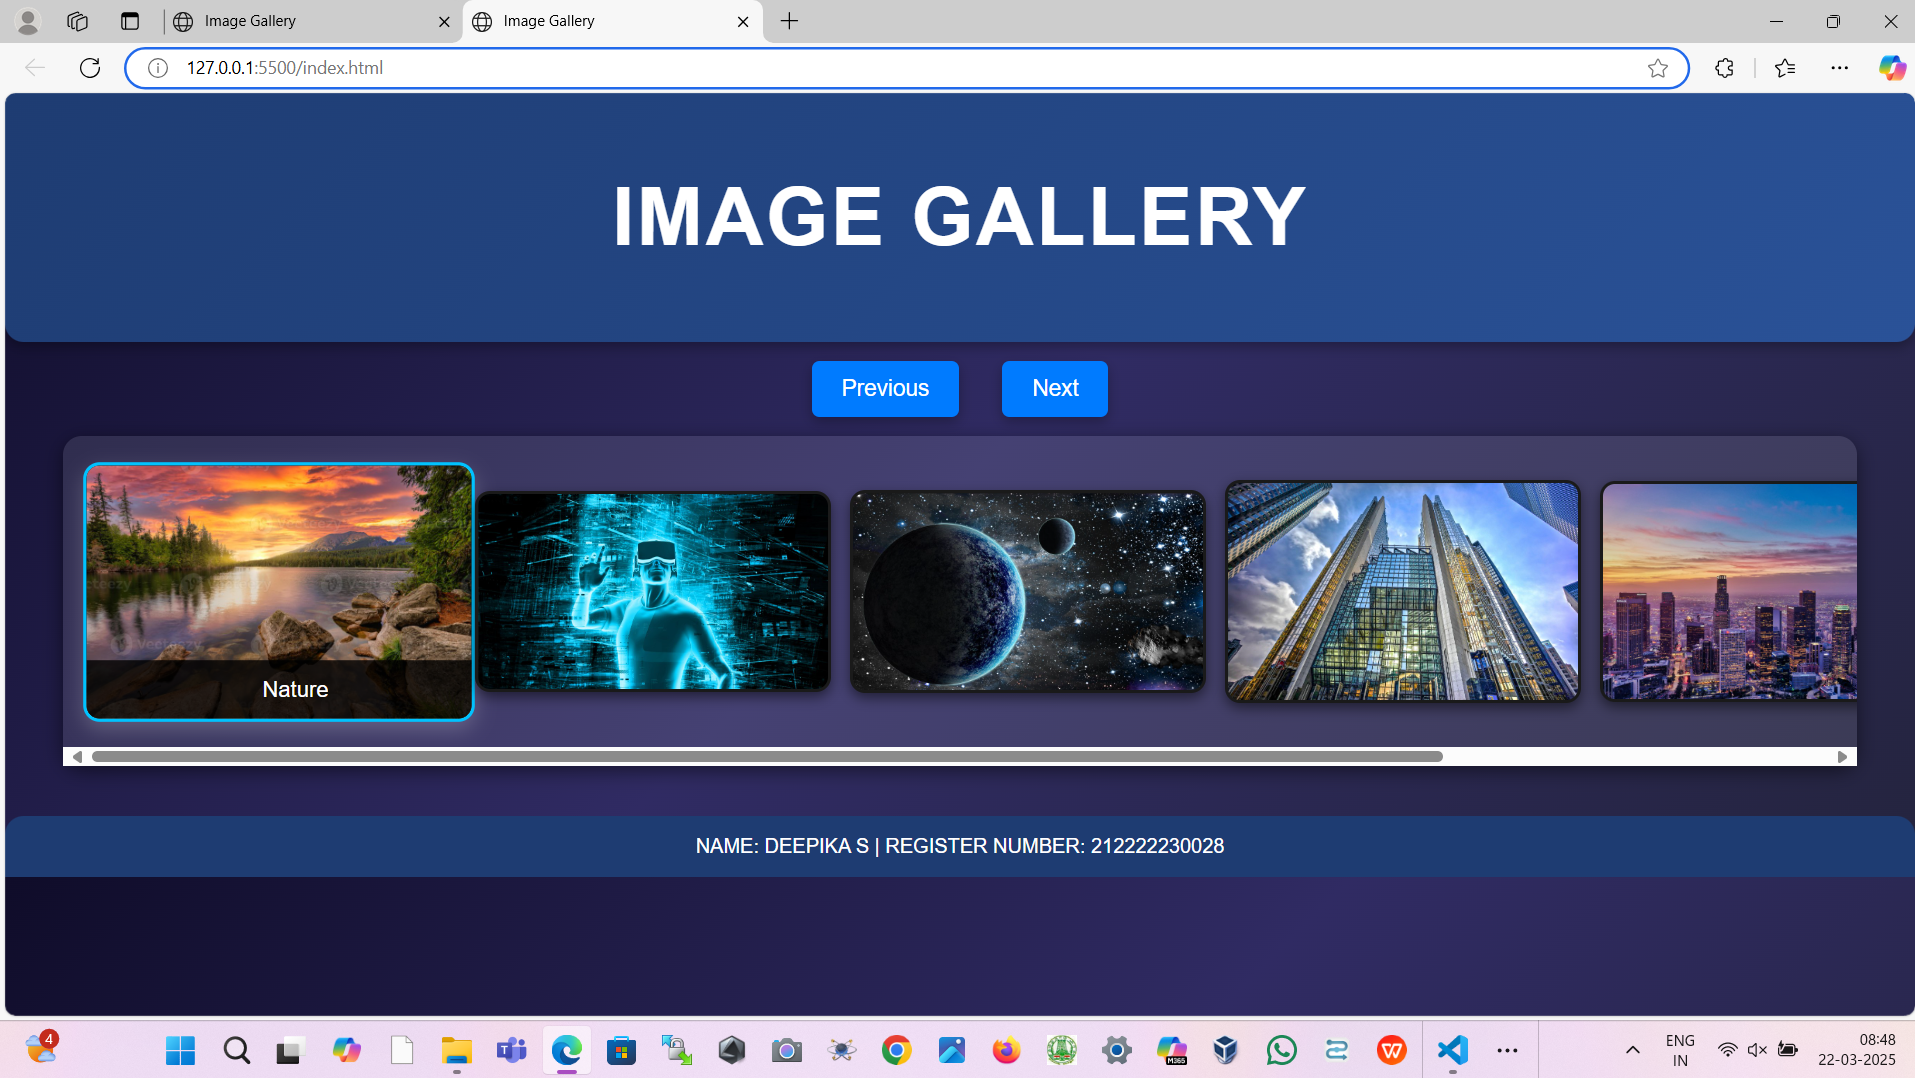 Image Gallery
Image Gallery
127.0.0.1:5500/index.html
IMAGE GALLERY
Previous
Next
Nature
NAME: DEEPIKA S | REGISTER NUMBER: 212222230028
4
M365
ENG
IN
08:48
22-03-2025